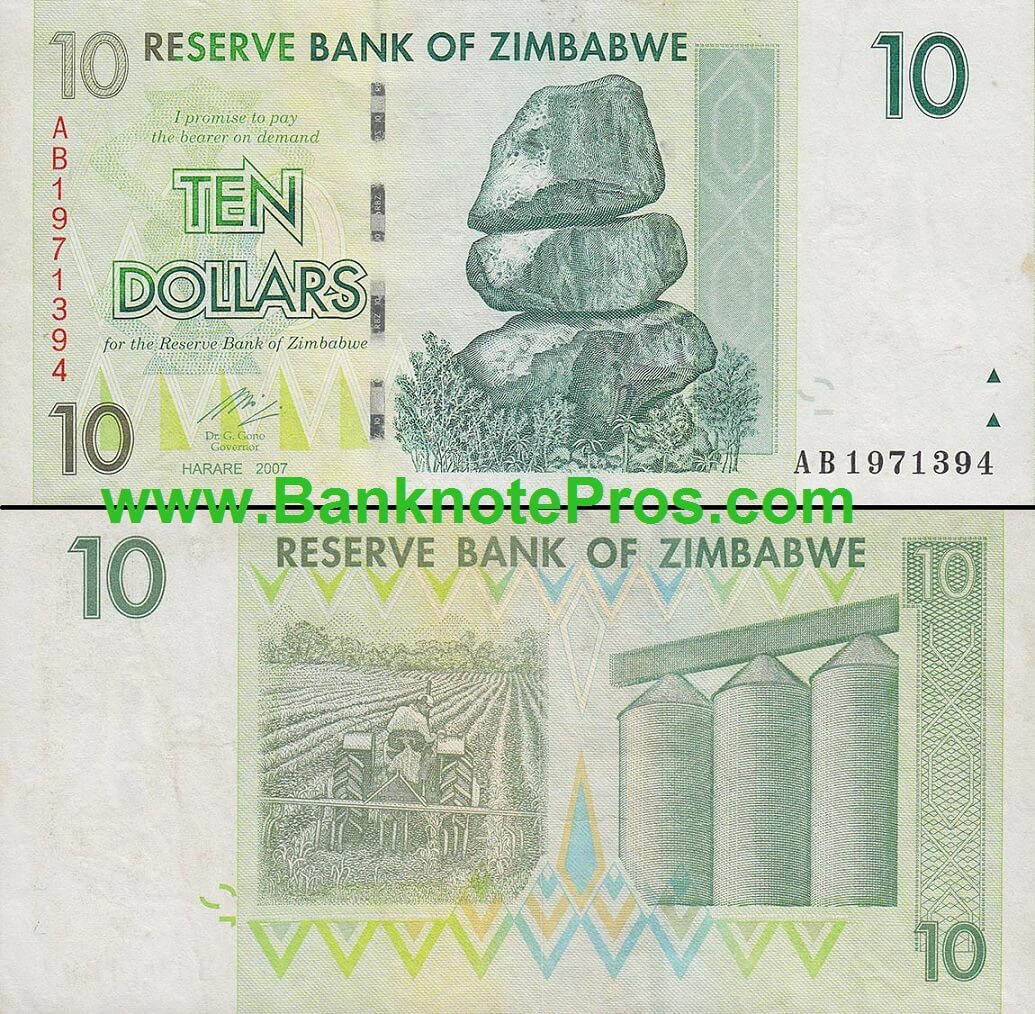 10
RESERVE BANK OF ZIMBABWE
10
I promise to pay
the bearer on demand
TEN
DOLLARS
for the Reserve Bank of Zimbabwe
AB1971394
10
Dr. G. Gono
Governor
HARARE 2007
AB1971394
www.BanknotePros.com
10
RESERVE BANK OF ZIMBABWE
10
10